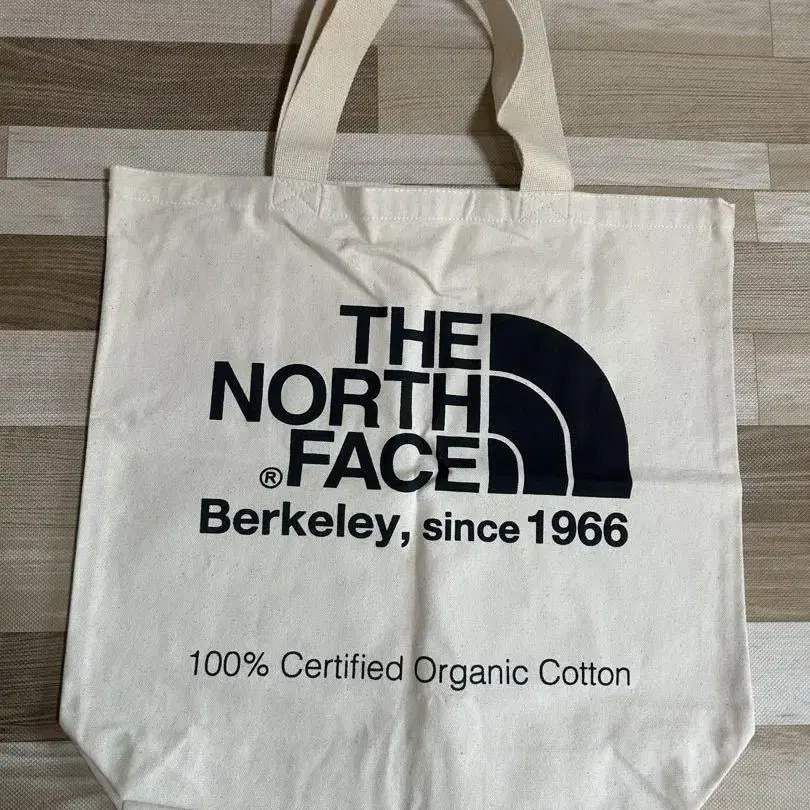 THE
NORTH
®FACE
Berkeley, since 1966
100% Certified Organic Cotton